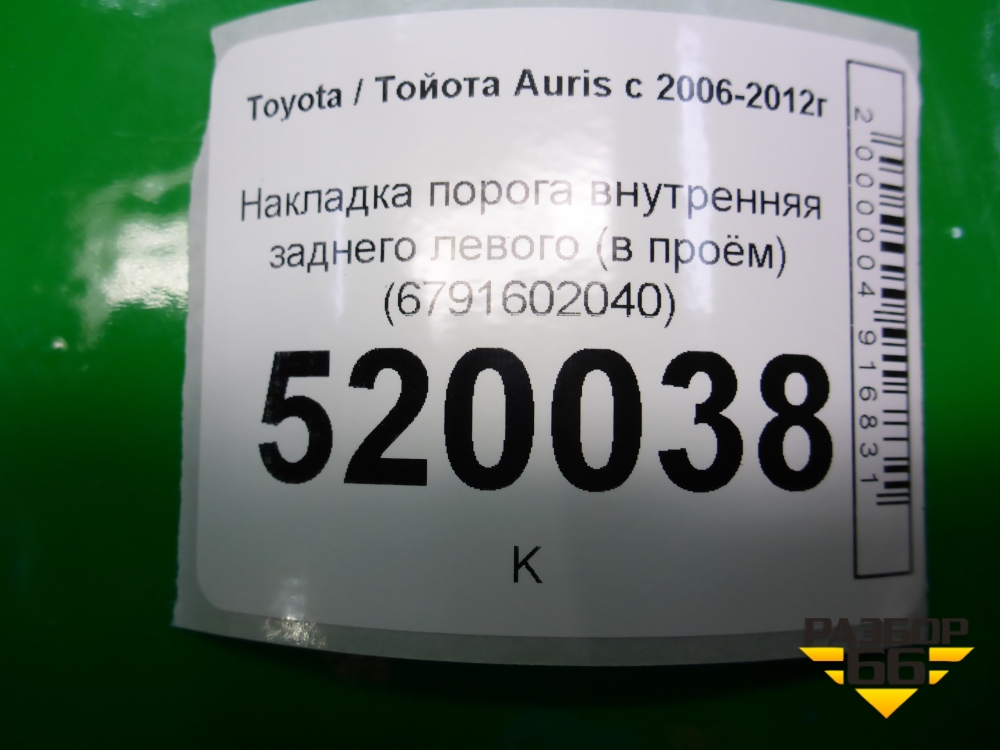 Toyota / Тойота Auris с 2006-2012г
Накладка порога внутренняя
заднего левого (в проём)
(6791602040)
520038
К
2000004916831
РАЗБОР
66